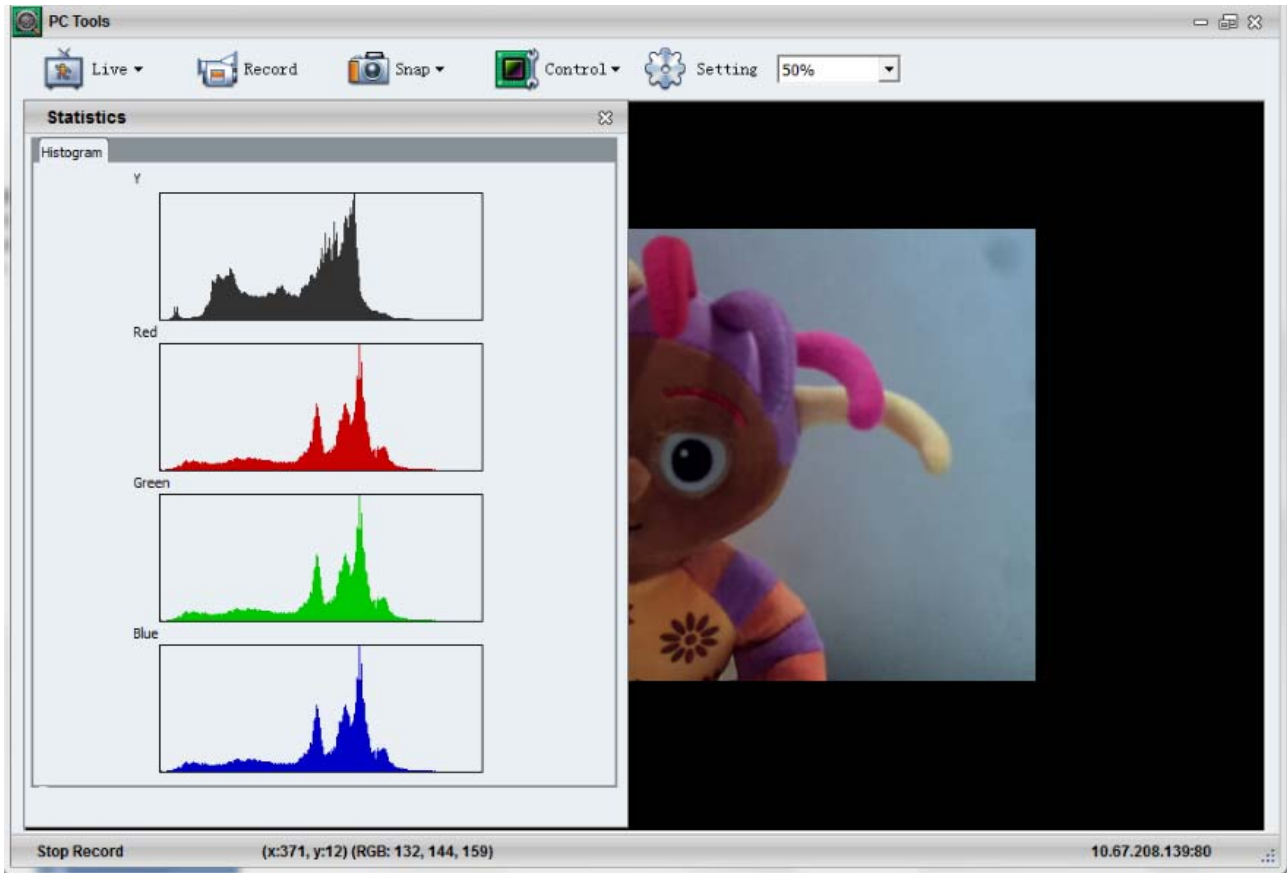 PC Tools
Live Record Snap Control Setting 50%
Statistics
Histogram
Y
Red
Green
Blue
Stop Record (x:371, y:12) (RGB: 132, 144, 159) 10.67.208.139:80